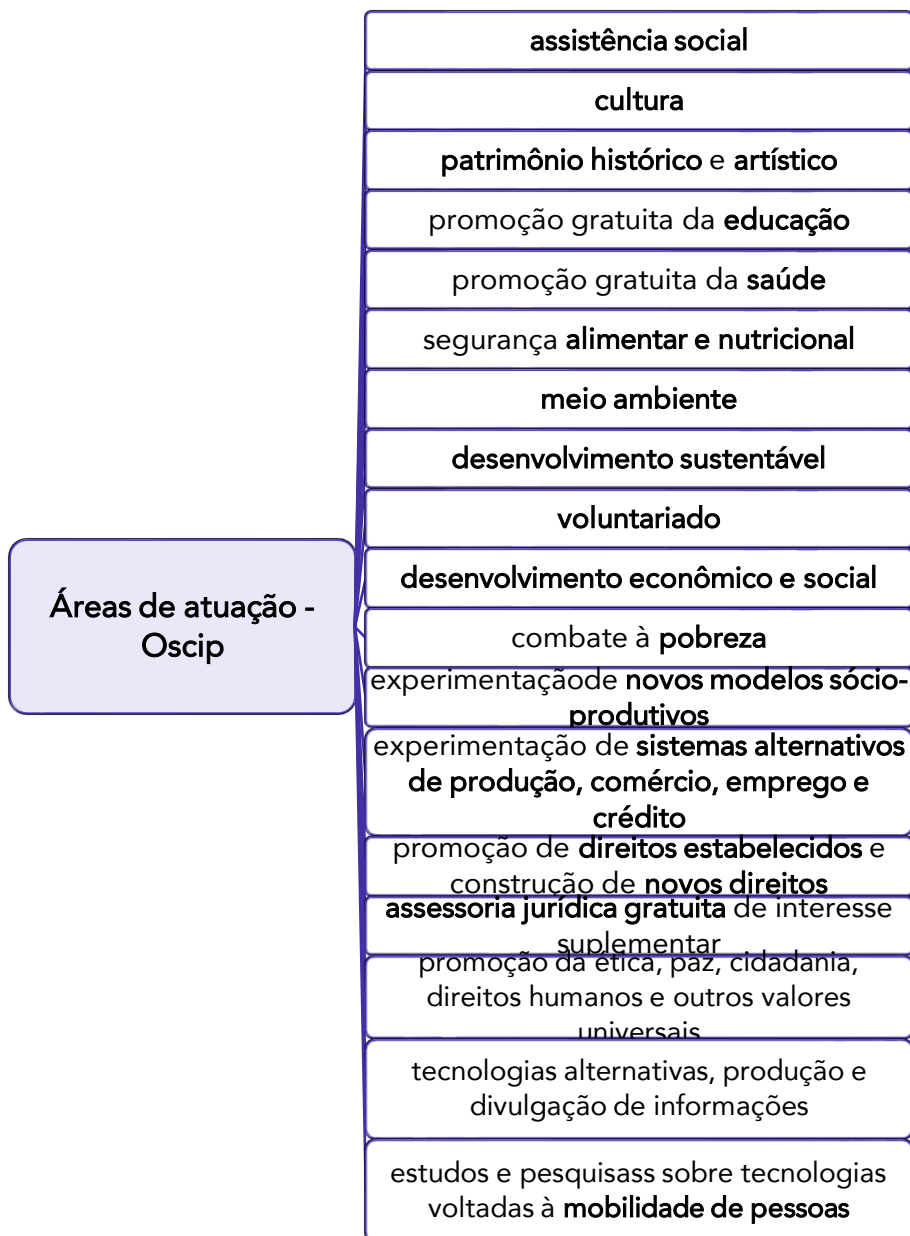 assistência social
cultura
patrimônio histórico e artístico
promoção gratuita da educação
promoção gratuita da saúde
segurança alimentar e nutricional
meio ambiente
desenvolvimento sustentável
voluntariado
Áreas de atuação -
Oscip
desenvolvimento econômico e social
combate à pobreza
experimentaçãode novos modelos sócio-
produtivos
experimentação de sistemas alternativos
de produção, comércio, emprego e
crédito
promoção de direitos estabelecidos e
construção de novos direitos
assessoria jurídica gratuita de interesse
suplementar
promoção da ética, paz, cidadania,
direitos humanos e outros valores
universais
tecnologias alternativas, produção e
divulgação de informações
estudos e pesquisass sobre tecnologias
voltadas à mobilidade de pessoas